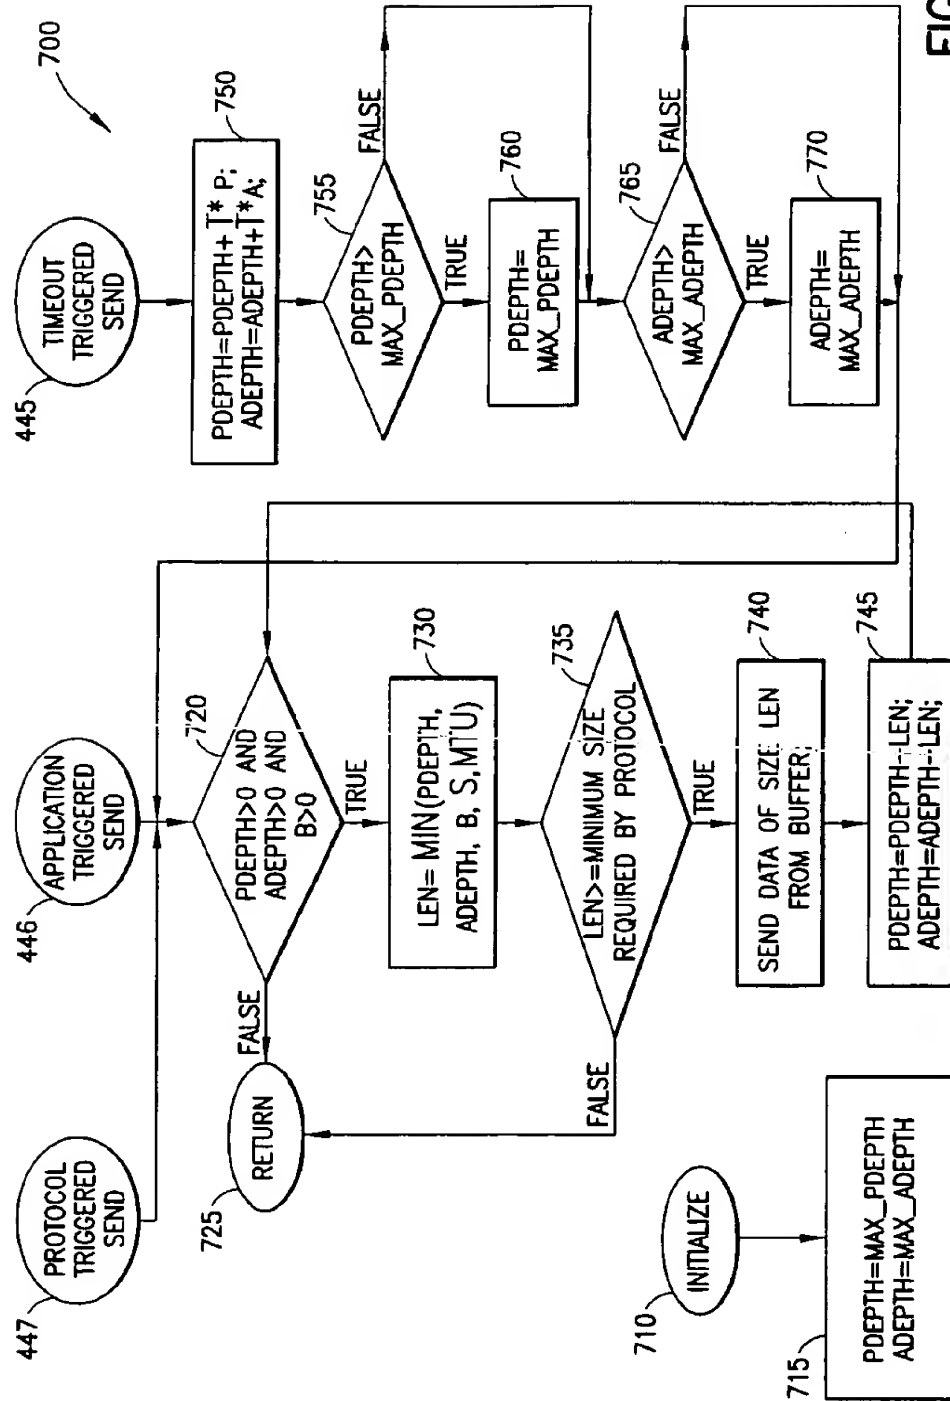 700
447
PROTOCOL
TRIGGERED
SEND
446
APPLICATION
TRIGGERED
SEND
445
TIMEOUT
TRIGGERED
SEND
750
PDEPTH=PDEPTH+T* P;
ADEPTH=ADEPTH+T*A;
755
PDEPTH>
MAX_PDEPTH
FALSE
TRUE
760
PDEPTH=
MAX_PDEPTH
765
ADEPTH>
MAX_ADEPTH
FALSE
TRUE
770
ADEPTH=
MAX_ADEPTH
720
PDEPTH>0 AND
ADEPTH>0 AND
B>0
FALSE
TRUE
725
RETURN
730
LEN= MIN(PDEPTH,
ADEPTH, B, S, MTU)
735
LEN>=MINIMUM SIZE
REQUIRED BY PROTOCOL
FALSE
TRUE
740
SEND DATA OF SIZE LEN
FROM BUFFER;
745
PDEPTH=PDEPTH-LEN;
ADEPTH=ADEPTH-LEN;
710
INITIALIZE
715
PDEPTH=MAX_PDEPTH
ADEPTH=MAX_ADEPTH
FIG